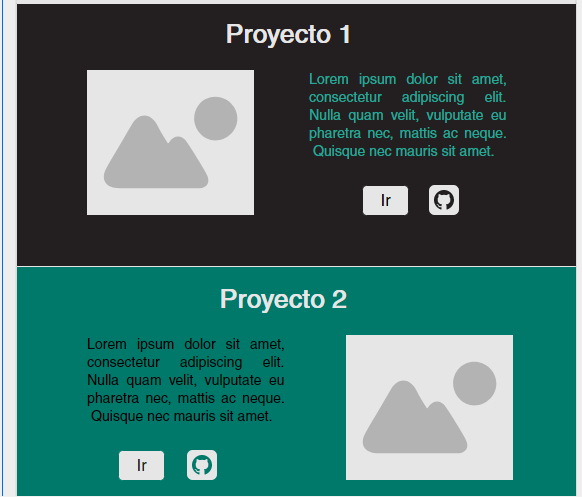 Proyecto 1
Lorem ipsum dolor sit amet,
consectetur adipiscing elit.
Nulla quam velit, vulputate eu
pharetra nec, mattis ac neque.
Quisque nec mauris sit amet.
Ir
Proyecto 2
Lorem ipsum dolor sit amet,
consectetur adipiscing elit.
Nulla quam velit, vulputate eu
pharetra nec, mattis ac neque.
Quisque nec mauris sit amet.
Ir